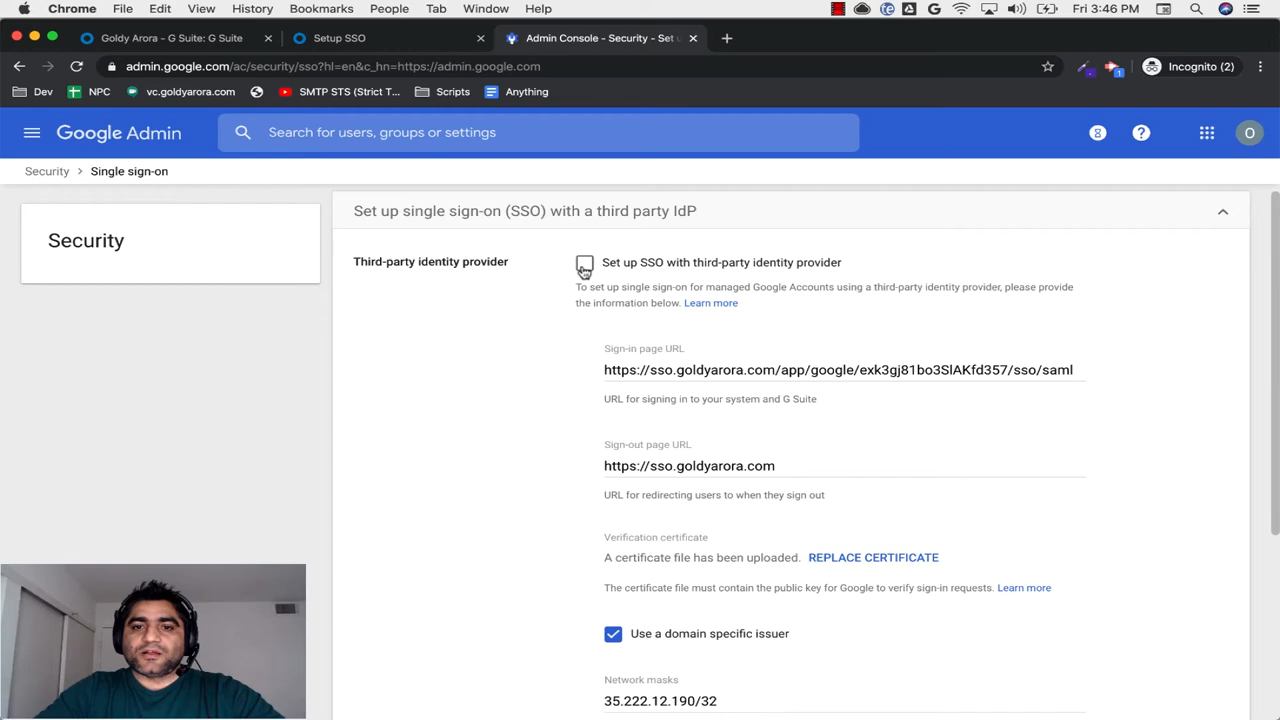 Chrome File Edit View History Bookmarks People Tab Window Help Fri 3:46 PM
Goldy Arora - G Suite: G Suite Setup SSO Admin Console - Security - Set u
admin.google.com/ac/security/sso?hl=en&c_hn=https://admin.google.com Incognito (2)
Dev NPC vc.goldyarora.com SMTP STS (Strict T... Scripts Anything
Google Admin Search for users, groups or settings O
Security > Single sign-on
Security
Set up single sign-on (SSO) with a third party IdP
Third-party identity provider Set up SSO with third-party identity provider
To set up single sign-on for managed Google Accounts using a third-party identity provider, please provide
the information below. Learn more
Sign-in page URL
https://sso.goldyarora.com/app/google/exk3gj81bo3SlAKfd357/sso/saml
URL for signing in to your system and G Suite
Sign-out page URL
https://sso.goldyarora.com
URL for redirecting users to when they sign out
Verification certificate
A certificate file has been uploaded. REPLACE CERTIFICATE
The certificate file must contain the public key for Google to verify sign-in requests. Learn more
Use a domain specific issuer
Network masks
35.222.12.190/32